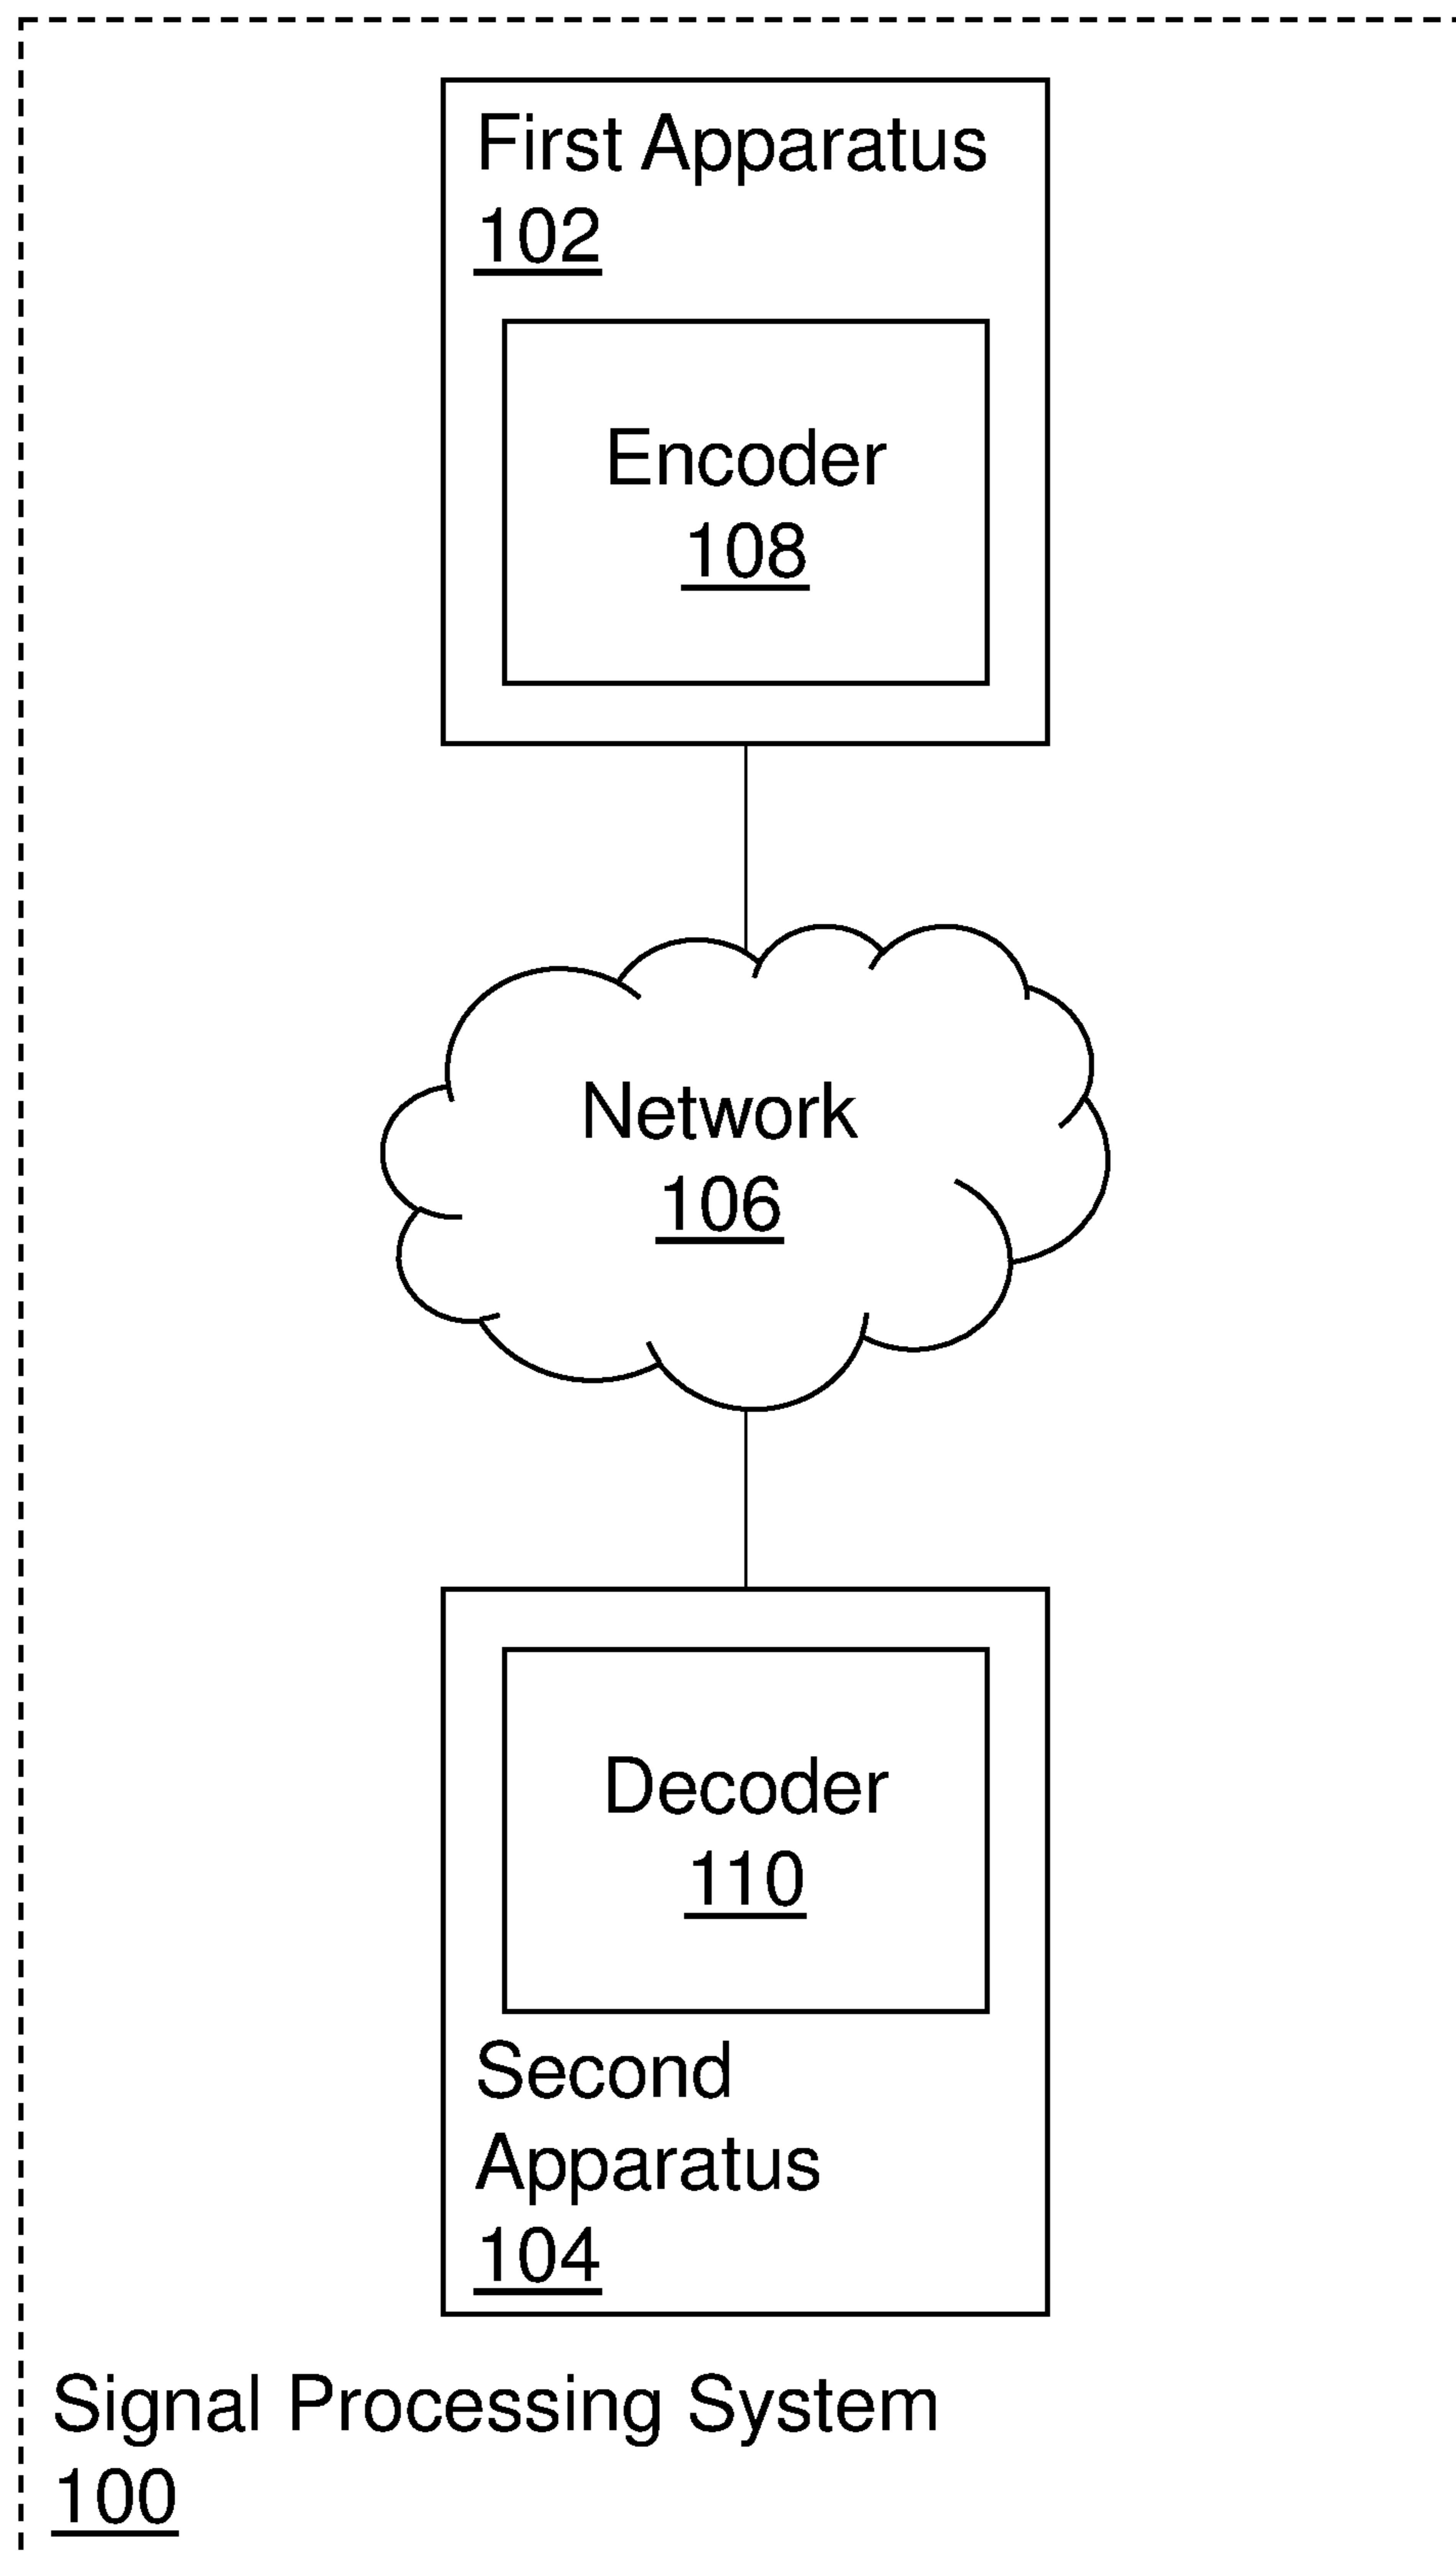 First Apparatus
102
Encoder
108
Network
106
Decoder
110
Second
Apparatus
104
Signal Processing System
100